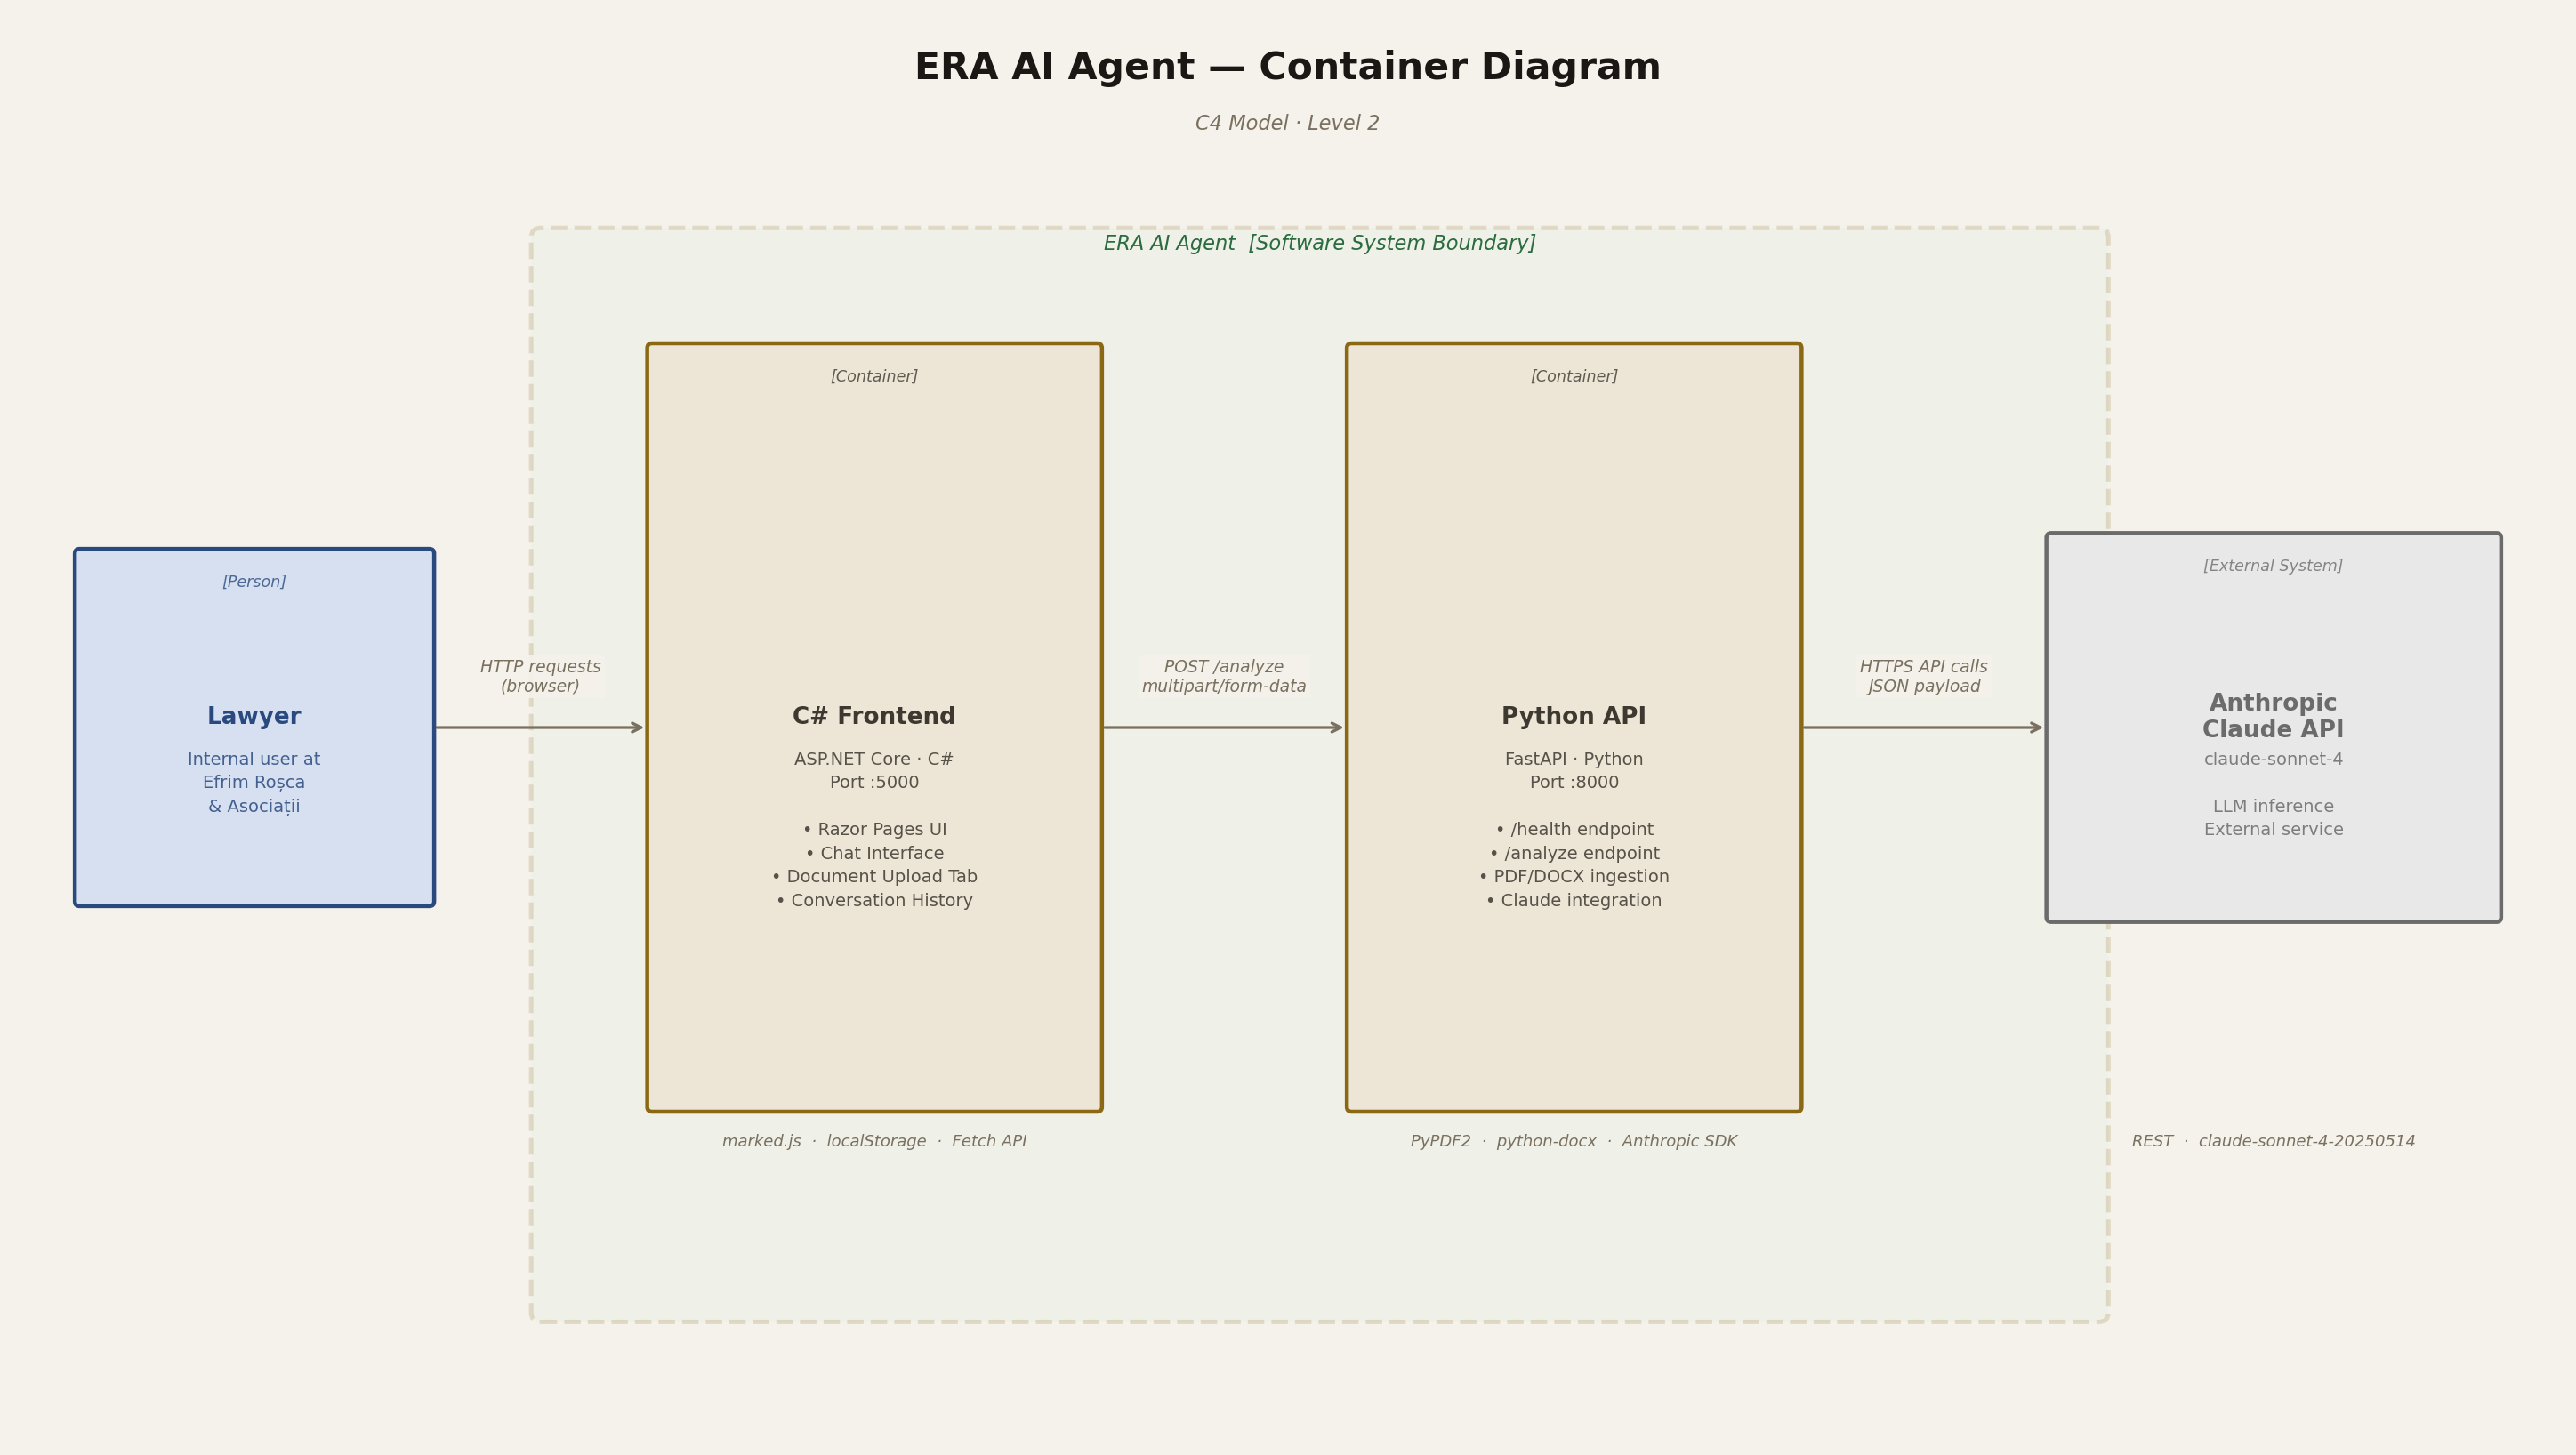 ERA AI Agent — Container Diagram
C4 Model · Level 2
ERA AI Agent  [Software System Boundary]
[Person]
Lawyer
Internal user at
Efrim Roșca
& Asociații
HTTP requests
(browser)
[Container]
C# Frontend
ASP.NET Core · C#
Port :5000
• Razor Pages UI
• Chat Interface
• Document Upload Tab
• Conversation History
marked.js  ·  localStorage  ·  Fetch API
POST /analyze
multipart/form-data
[Container]
Python API
FastAPI · Python
Port :8000
• /health endpoint
• /analyze endpoint
• PDF/DOCX ingestion
• Claude integration
PyPDF2  ·  python-docx  ·  Anthropic SDK
HTTPS API calls
JSON payload
[External System]
Anthropic
Claude API
claude-sonnet-4
LLM inference
External service
REST  ·  claude-sonnet-4-20250514